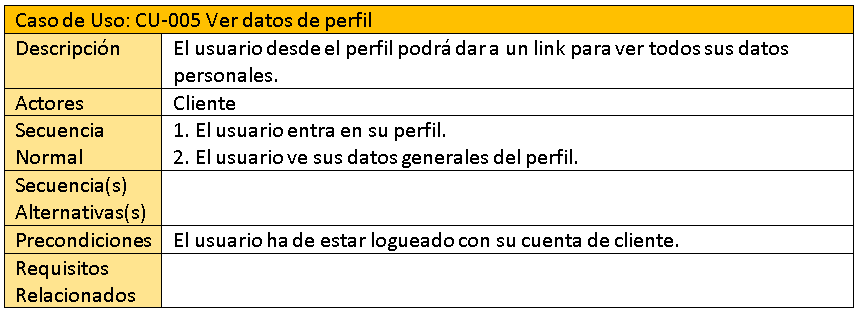 Caso de Uso: CU-005 Ver datos de perfil
Descripción
El usuario desde el perfil podrá dar a un link para ver todos sus datos
personales.
Actores
Cliente
Secuencia
Normal
1. El usuario entra en su perfil.
2. El usuario ve sus datos generales del perfil.
Secuencia(s)
Alternativas(s)
Precondiciones
El usuario ha de estar logueado con su cuenta de cliente.
Requisitos
Relacionados